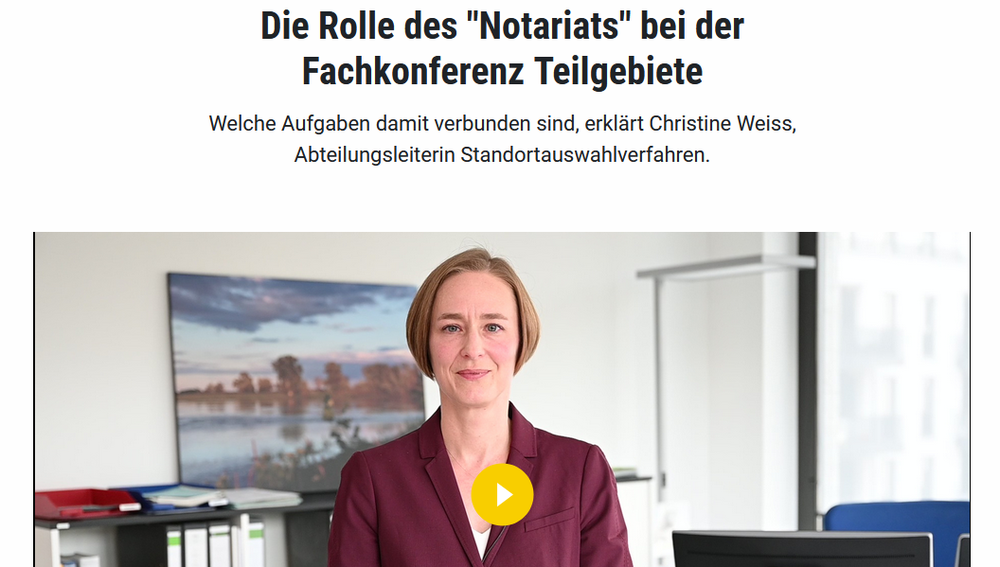 Die Rolle des "Notariats" bei der
Fachkonferenz Teilgebiete
Welche Aufgaben damit verbunden sind, erklärt Christine Weiss,
Abteilungsleiterin Standortauswahlverfahren.